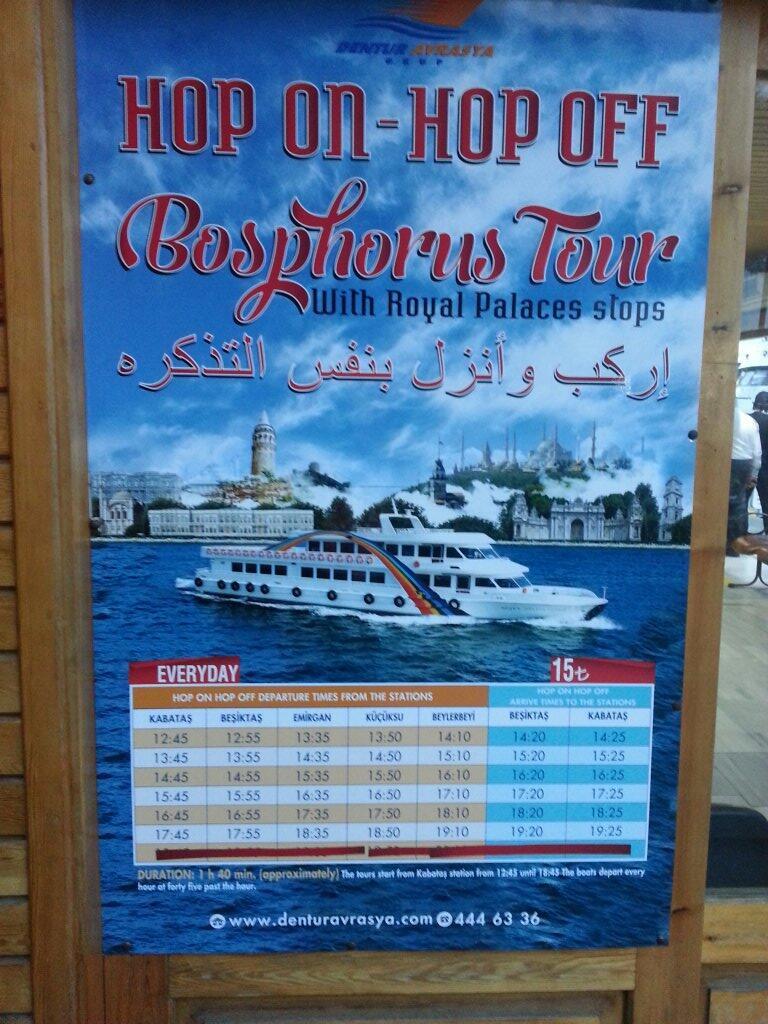 DENTUR AVRASYA
GRUP
HOP ON-HOP OFF
Bosphorus Tour
With Royal Palaces stops
إركب وأنزل بنفس التذكره
EVERYDAY 15₺
HOP ON HOP OFF DEPARTURE TIMES FROM THE STATIONS
HOP ON HOP OFF
ARRIVE TIMES TO THE STATIONS
KABATAŞ BEŞİKTAŞ EMİRGAN KÜÇÜKSU BEYLERBEYİ BEŞİKTAŞ KABATAŞ
12:45 12:55 13:35 13:50 14:10 14:20 14:25
13:45 13:55 14:35 14:50 15:10 15:20 15:25
14:45 14:55 15:35 15:50 16:10 16:20 16:25
15:45 15:55 16:35 16:50 17:10 17:20 17:25
16:45 16:55 17:35 17:50 18:10 18:20 18:25
17:45 17:55 18:35 18:50 19:10 19:20 19:25
DURATION: 1 h 40 min. (approximately) The tours start from Kabataş station from 12:45 until 18:45 The boats depart every
hour at forty five past the hour.
www.denturavrasya.com 444 63 36